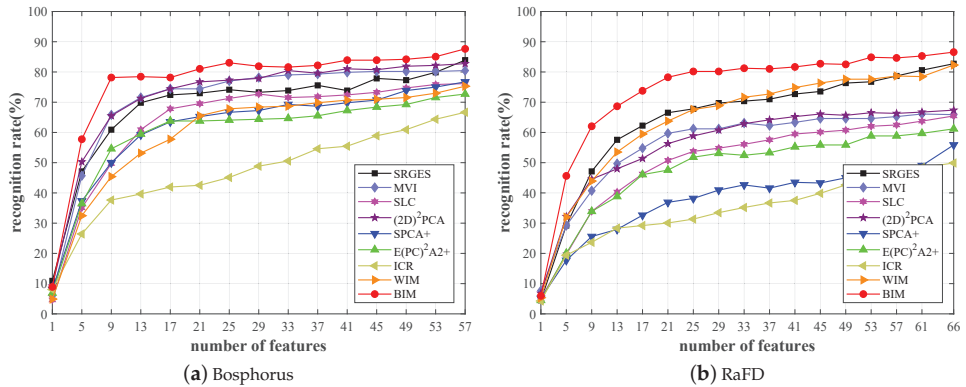 100
90
80
70
60
50
40
30
20
10
0
recognition rate(%)
SRGES
MVI
SLC
(2D)²PCA
SPCA+
E(PC)²A2+
ICR
WIM
BIM
1 5 9 13 17 21 25 29 33 37 41 45 49 53 57
number of features
(a) Bosphorus
100
90
80
70
60
50
40
30
20
10
0
recognition rate(%)
SRGES
MVI
SLC
(2D)²PCA
SPCA+
E(PC)²A2+
ICR
WIM
BIM
1 5 9 13 17 21 25 29 33 37 41 45 49 53 57 61 66
number of features
(b) RaFD